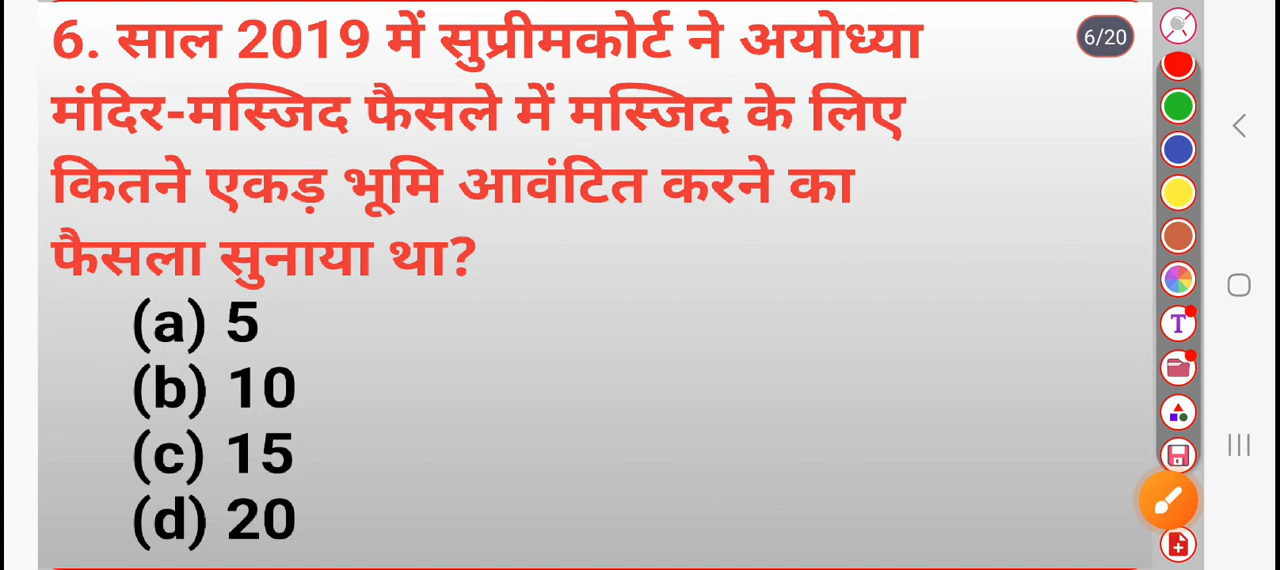 6. साल 2019 में सुप्रीमकोर्ट ने अयोध्या
6/20
मंदिर-मस्जिद फैसले में मस्जिद के लिए
कितने एकड़ भूमि आवंटित करने का
फैसला सुनाया था?
(a) 5
(b) 10
(c) 15
(d) 20
T